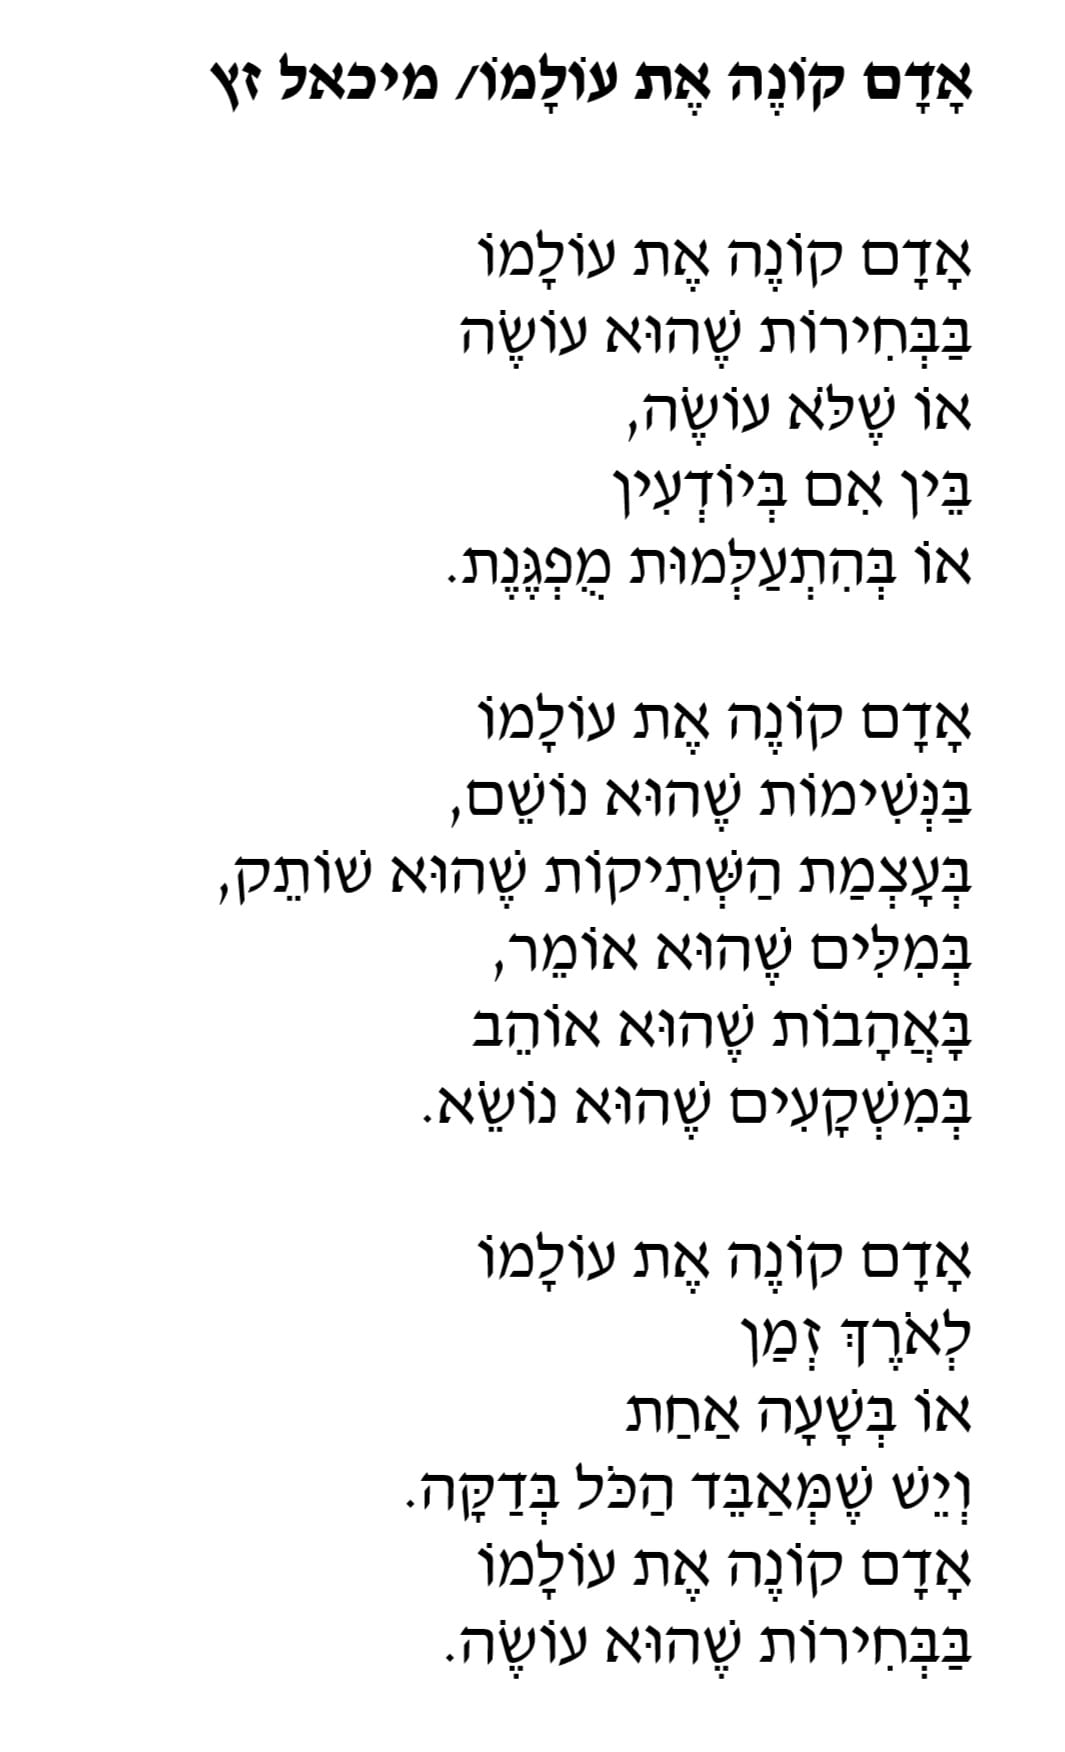 אָדָם קוֹנֶה אֶת עוֹלָמוֹ/ מיכאל זץ
אָדָם קוֹנֶה אֶת עוֹלָמוֹ
בַּבְּחִירוֹת שֶׁהוּא עוֹשֶׂה
אוֹ שֶׁלֹּא עוֹשֶׂה,
בֵּין אִם בְּיוֹדְעִין
אוֹ בְּהִתְעַלְּמוּת מֻפְגֶּנֶת.
אָדָם קוֹנֶה אֶת עוֹלָמוֹ
בַּנְּשִׁימוֹת שֶׁהוּא נוֹשֵׁם,
בְּעָצְמַת הַשְּׁתִיקוֹת שֶׁהוּא שׁוֹתֵק,
בְּמִלִּים שֶׁהוּא אוֹמֵר,
בָּאֲהָבוֹת שֶׁהוּא אוֹהֵב
בְּמִשְׁקָעִים שֶׁהוּא נוֹשֵׂא.
אָדָם קוֹנֶה אֶת עוֹלָמוֹ
לְאֹרֶךְ זְמַן
אוֹ בְּשָׁעָה אַחַת
וְיֵשׁ שֶׁמְּאַבֵּד הַכֹּל בְּדַקָּה.
אָדָם קוֹנֶה אֶת עוֹלָמוֹ
בַּבְּחִירוֹת שֶׁהוּא עוֹשֶׂה.